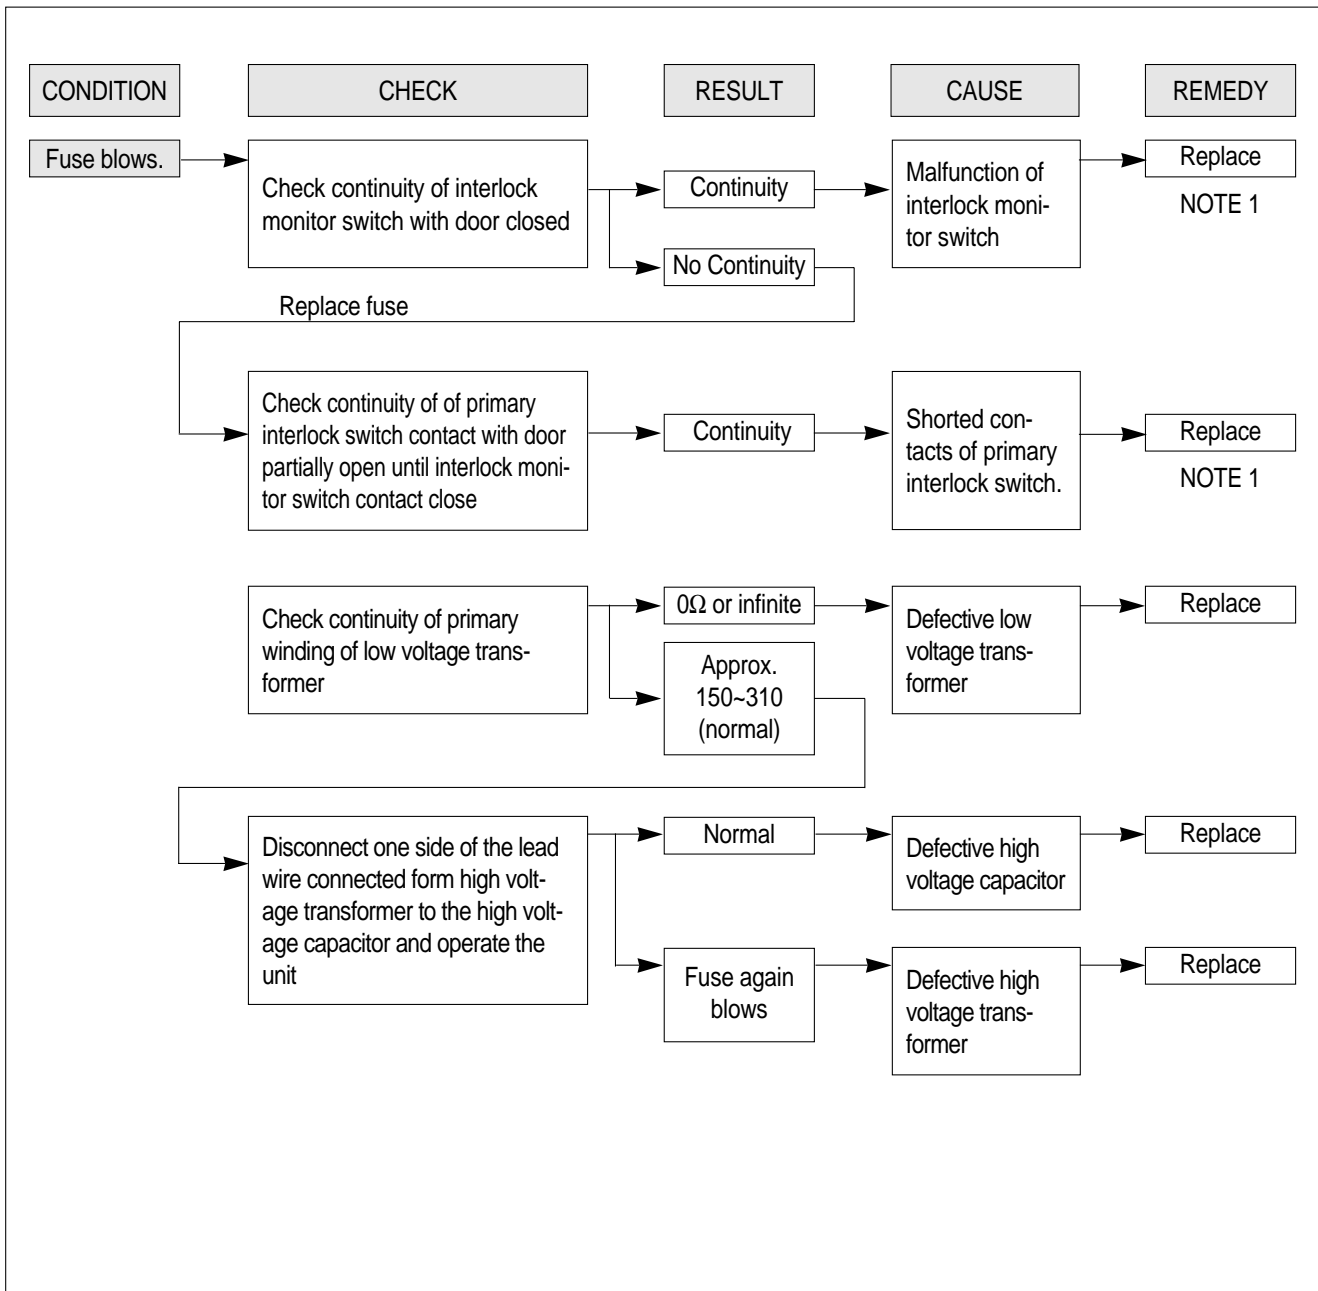 CONDITION
CHECK
RESULT
CAUSE
REMEDY
Fuse blows.
Check continuity of interlock
monitor switch with door closed
Continuity
No Continuity
Malfunction of
interlock moni-
tor switch
Replace
NOTE 1
Replace fuse
Check continuity of of primary
interlock switch contact with door
partially open until interlock moni-
tor switch contact close
Continuity
Shorted con-
tacts of primary
interlock switch.
Replace
NOTE 1
Check continuity of primary
winding of low voltage trans-
former
0Ω or infinite
Approx.
150~310
(normal)
Defective low
voltage trans-
former
Replace
Disconnect one side of the lead
wire connected form high volt-
age transformer to the high volt-
age capacitor and operate the
unit
Normal
Defective high
voltage capacitor
Replace
Fuse again
blows
Defective high
voltage trans-
former
Replace